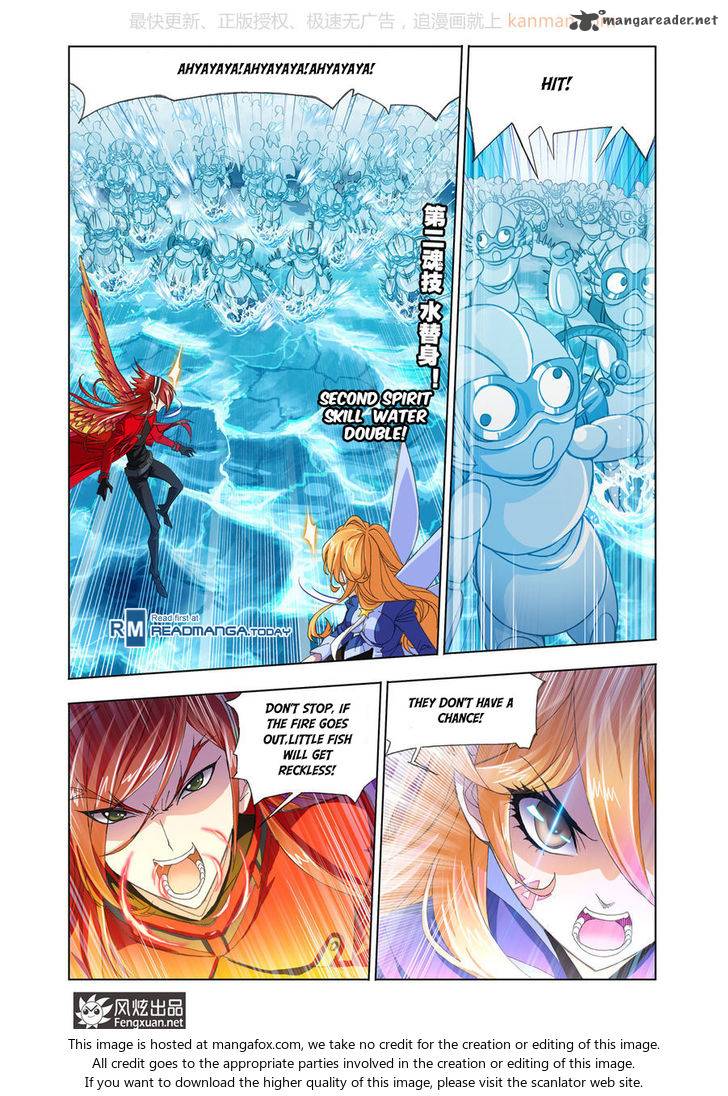 最快更新、正版授权、极速无广告，追漫画就上 kanman
mangareader.net
AHYAYAYA!AHYAYAYA!AHYAYAYA!
HIT!
第二魂技 水替身！
SECOND SPIRIT
SKILL WATER
DOUBLE!
RM
Read first at
READMANGA.TODAY
DON'T STOP, IF
THE FIRE GOES
OUT,LITTLE FISH
WILL GET
RECKLESS!
THEY DON'T HAVE A
CHANCE!
风炫出品
Fengxuan.net
This image is hosted at mangafox.com, we take no credit for the creation or editing of this image.
All credit goes to the appropriate parties involved in the creation or editing of this image.
If you want to download the higher quality of this image, please visit the scanlator web site.